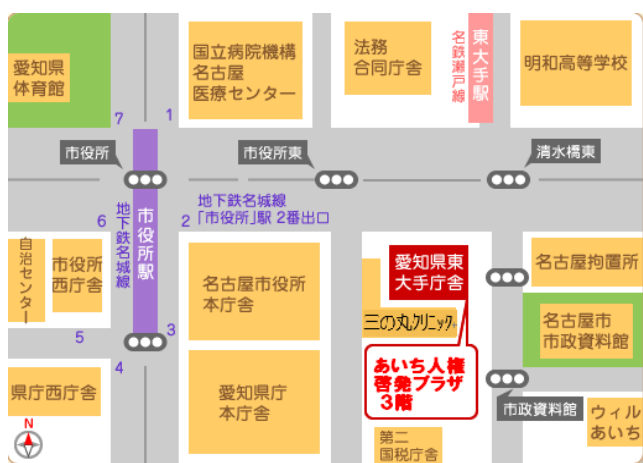 愛知県
体育館
国立病院機構
名古屋
医療センター
法務
合同庁舎
名鉄瀬戸線
東大手駅
明和高等学校
7
1
市役所
市役所東
清水橋東
地下鉄名城線
「市役所」駅 2番出口
6
地下鉄名城線
市役所駅
2
自治センター
市役所
西庁舎
名古屋市役所
本庁舎
愛知県東
大手庁舎
名古屋拘置所
三の丸クリニック
名古屋市
市政資料館
5
3
4
あいち人権
啓発プラザ
3階
県庁西庁舎
愛知県庁
本庁舎
市政資料館
ウィル
あいち
第二
国税庁舎
N